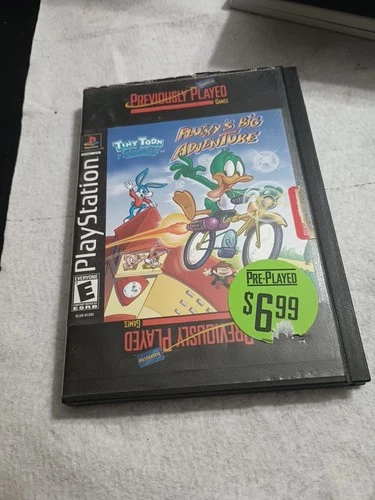 PREVIOUSLY PLAYED
GAMES
TINY TOON
PLUCKY'S BIG
ADVENTURE
PlayStation
EVERYONE
E
ESRB
PRE-PLAYED
$6.99
PREVIOUSLY PLAYED
GAMES